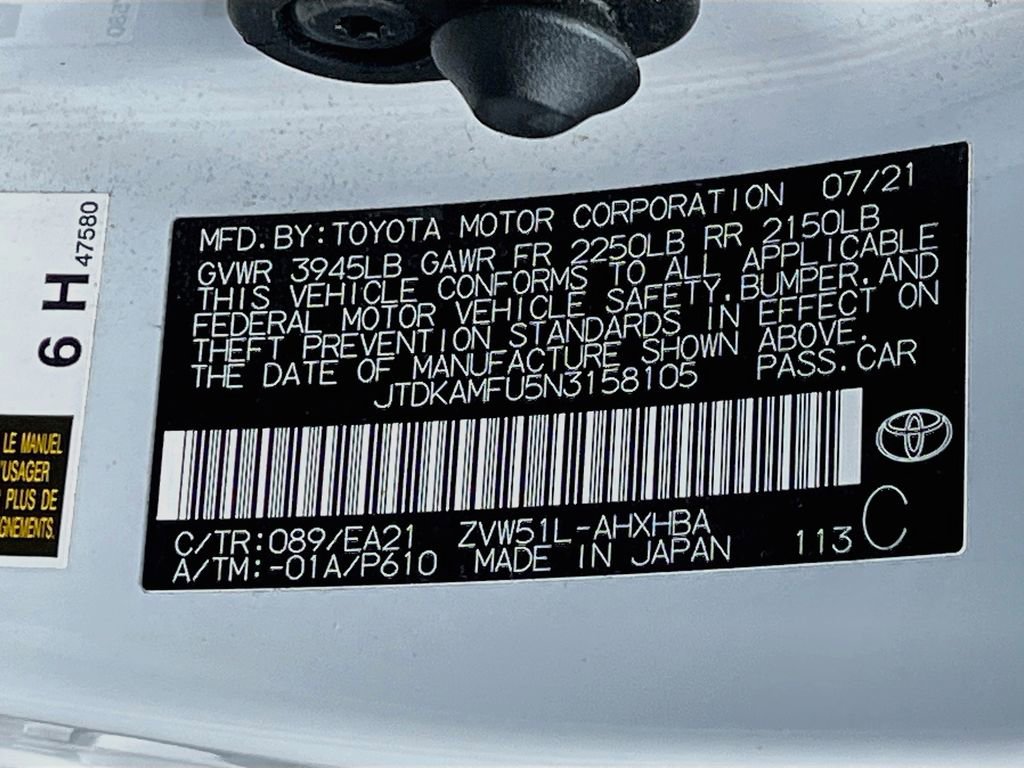 MFD.BY:TOYOTA MOTOR CORPORATION 07/21
GVWR 3945LB GAWR FR 2250LB RR 2150LB
THIS VEHICLE CONFORMS TO ALL APPLICABLE
FEDERAL MOTOR VEHICLE SAFETY,BUMPER,AND
THEFT PREVENTION STANDARDS IN EFFECT ON
THE DATE OF MANUFACTURE SHOWN ABOVE.
JTDKAMFU5N3158105 PASS.CAR
C/TR:089/EA21 ZVW51L-AHXHBA
A/TM:-01A/P610 MADE IN JAPAN 113 C
6 H 47580
LE MANUEL
'USAGER
PLUS DE
GNEMENTS.